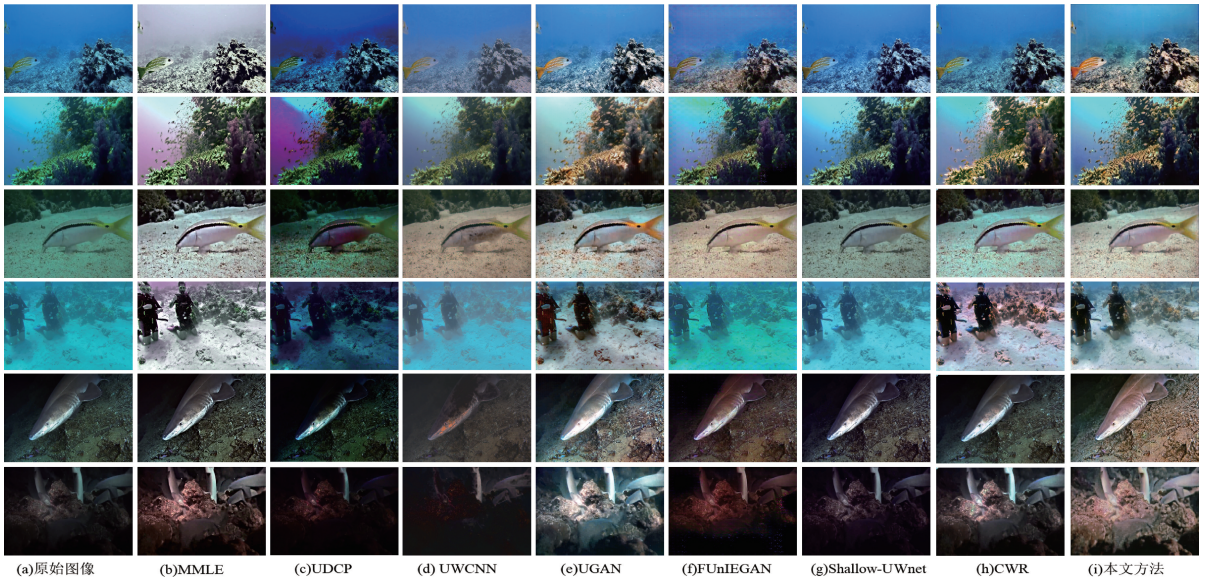 (a)原始图像 (b)MMLE (c)UDCP (d) UWCNN (e)UGAN (f)FUnIEGAN (g)Shallow-UWnet (h)CWR (i)本文方法